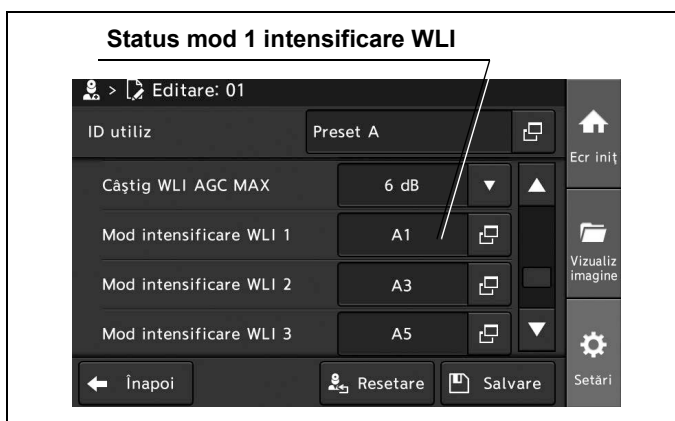 Status mod 1 intensificare WLI
> Editare: 01
ID utiliz Preset A
Ecr iniț
Câștig WLI AGC MAX 6 dB
Mod intensificare WLI 1 A1
Vizualiz
imagine
Mod intensificare WLI 2 A3
Mod intensificare WLI 3 A5
Înapoi Resetare Salvare
Setări